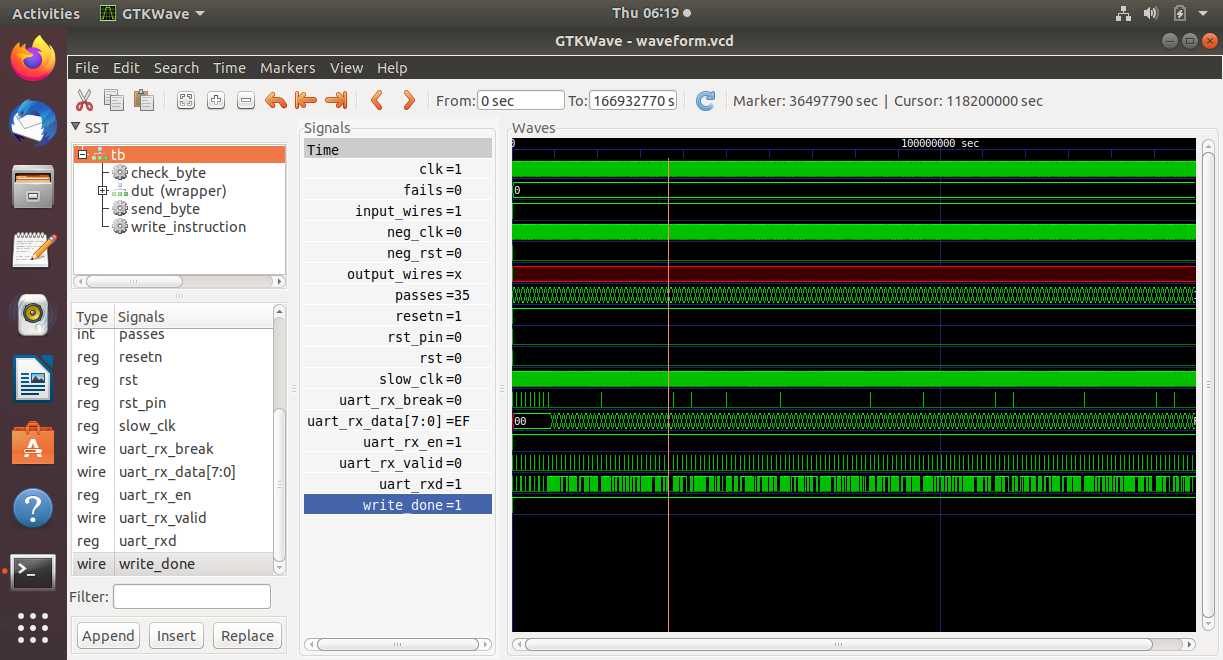 Activities GTKWave Thu 06:19
GTKWave - waveform.vcd
File Edit Search Time Markers View Help
From: 0 sec To: 166932770 s Marker: 36497790 sec | Cursor: 118200000 sec
SST
tb
check_byte
dut (wrapper)
send_byte
write_instruction
Type Signals
int passes
reg resetn
reg rst
reg rst_pin
reg slow_clk
wire uart_rx_break
wire uart_rx_data[7:0]
reg uart_rx_en
wire uart_rx_valid
reg uart_rxd
wire write_done
Filter:
Append Insert Replace
Signals
Time
clk=1
fails=0
input_wires=1
neg_clk=0
neg_rst=0
output_wires=x
passes=35
resetn=1
rst_pin=0
rst=0
slow_clk=0
uart_rx_break=0
uart_rx_data[7:0]=EF
uart_rx_en=1
uart_rx_valid=0
uart_rxd=1
write_done=1
Waves
100000000 sec
0
00